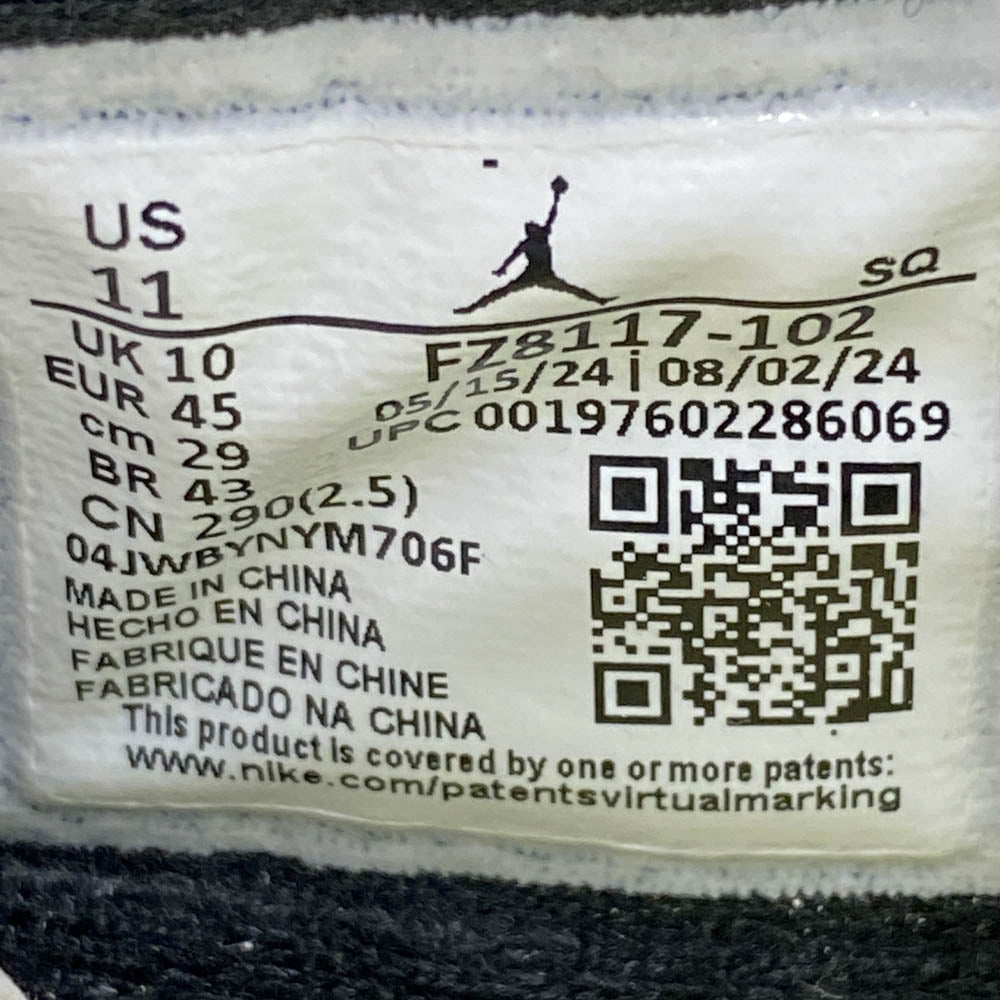 US
11
SQ
UK 10
EUR 45
cm 29
BR 43
CN 290(2.5)
FZ8117-102
05/15/24 | 08/02/24
UPC 00197602286069
04JWBYNYM706F
MADE IN CHINA
HECHO EN CHINA
FABRIQUE EN CHINE
FABRICADO NA CHINA
This product is covered by one or more patents:
www.nike.com/patentsvirtualmarking